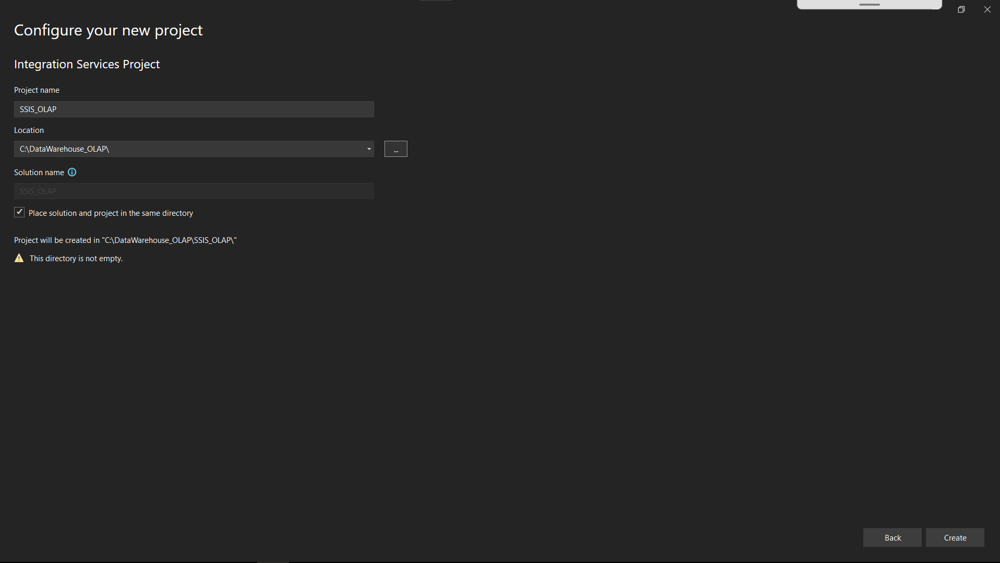 Configure your new project
Integration Services Project
Project name
SSIS_OLAP
Location
C:\DataWarehouse_OLAP\
...
Solution name
SSIS_OLAP
Place solution and project in the same directory
Project will be created in "C:\DataWarehouse_OLAP\SSIS_OLAP\"
This directory is not empty.
Back
Create